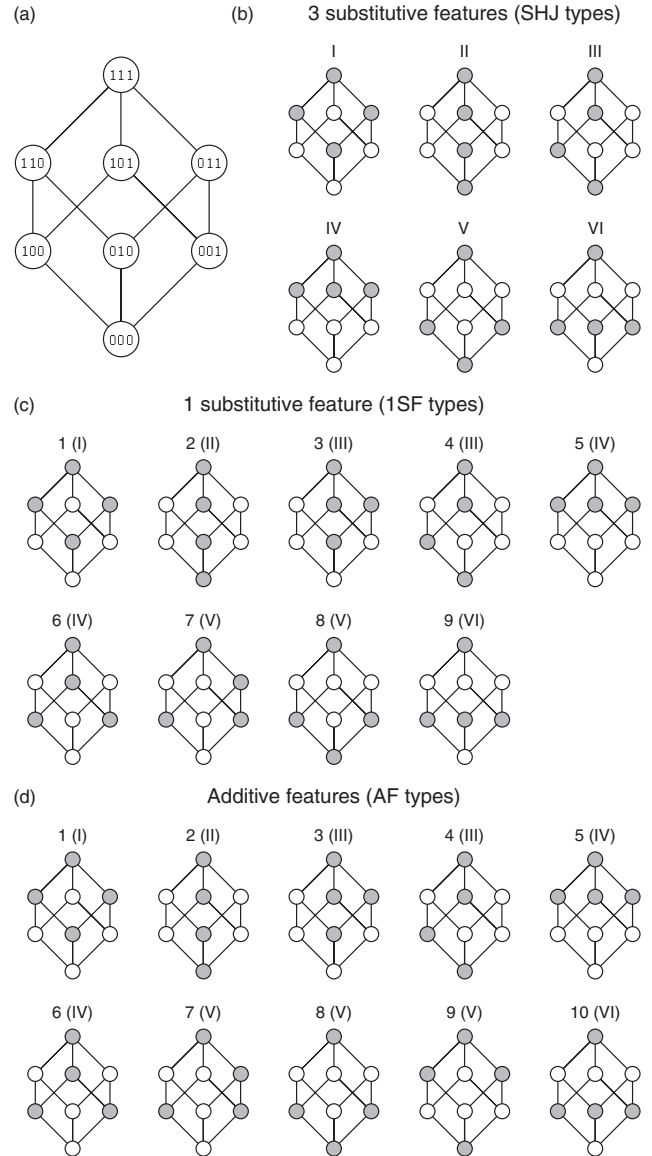 (a)
111
110 101 011
100 010 001
000
(b) 3 substitutive features (SHJ types)
I II III
IV V VI
(c) 1 substitutive feature (1SF types)
1 (I) 2 (II) 3 (III) 4 (III) 5 (IV)
6 (IV) 7 (V) 8 (V) 9 (VI)
(d) Additive features (AF types)
1 (I) 2 (II) 3 (III) 4 (III) 5 (IV)
6 (IV) 7 (V) 8 (V) 9 (V) 10 (VI)